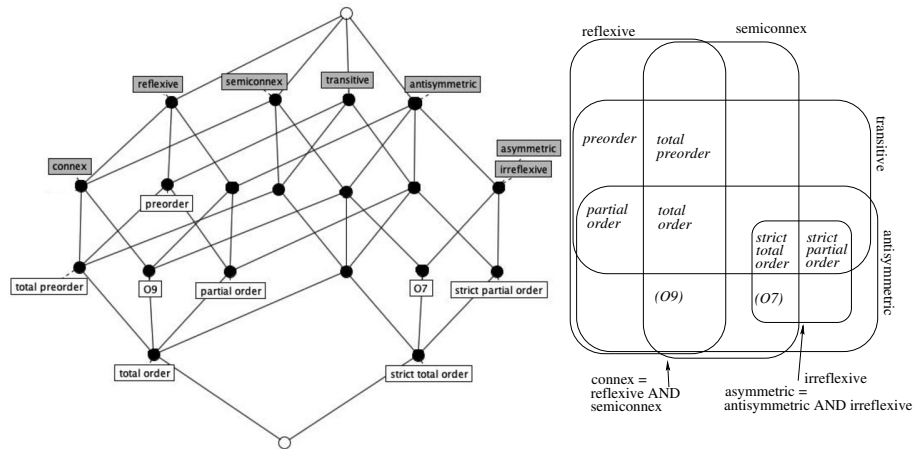 reflexive
semiconnex
transitive
antisymmetric
asymmetric
irreflexive
connex
preorder
total preorder
O9
partial order
O7
strict partial order
total order
strict total order
reflexive
semiconnex
transitive
antisymmetric
preorder
total
preorder
partial
order
total
order
strict
total
order
strict
partial
order
(O9)
(O7)
connex =
reflexive AND
semiconnex
irreflexive
asymmetric =
antisymmetric AND irreflexive